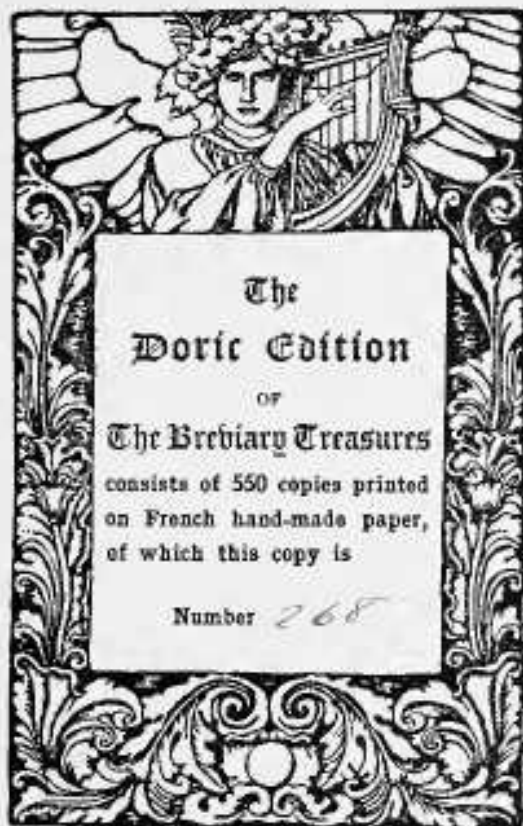 The
Doric Edition
OF
The Breviary Treasures
consists of 550 copies printed
on French hand-made paper,
of which this copy is
Number 268